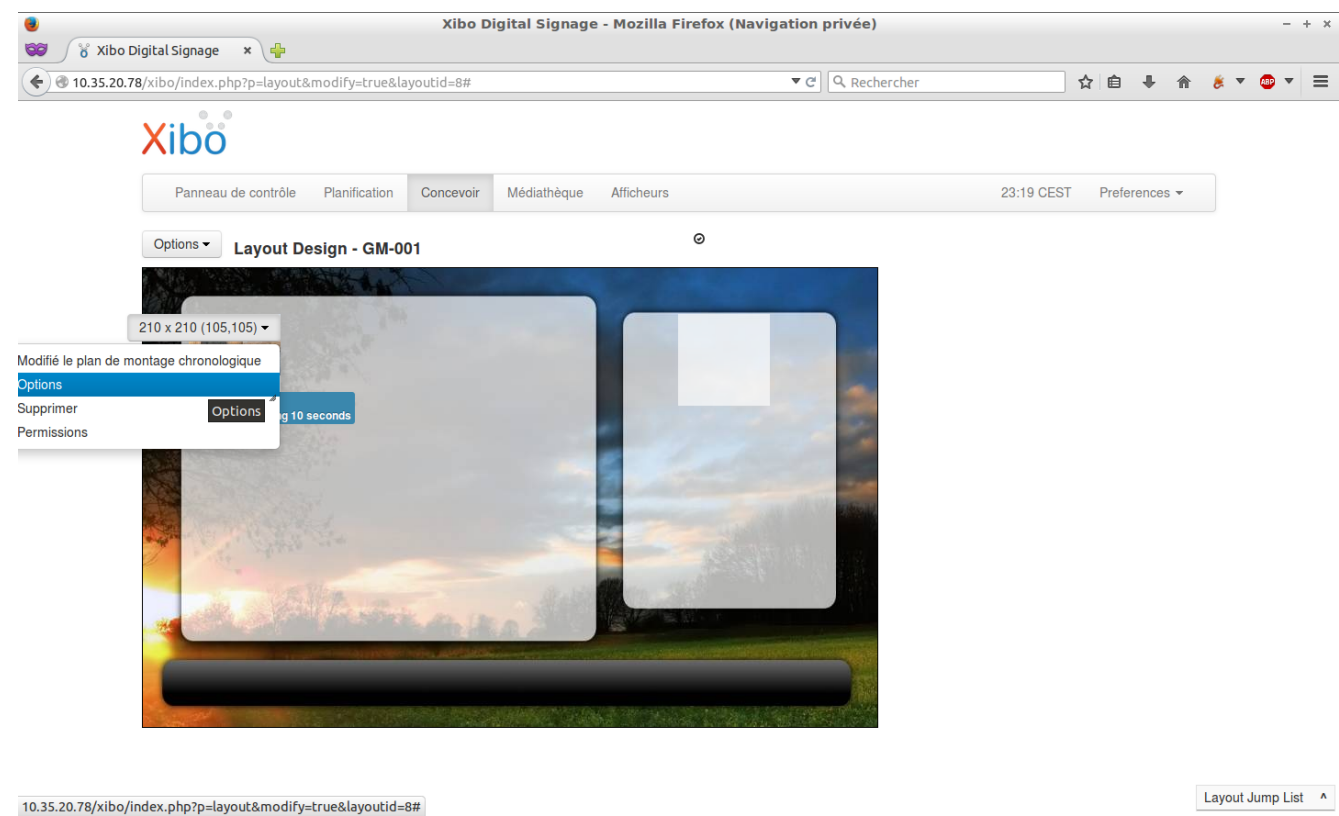 Xibo Digital Signage - Mozilla Firefox (Navigation privée)
Xibo Digital Signage
10.35.20.78/xibo/index.php?p=layout&modify=true&layoutid=8#
Rechercher
ABP
Xibo
Panneau de contrôle Planification Concevoir Médiathèque Afficheurs 23:19 CEST Preferences
Options Layout Design - GM-001
210 x 210 (105,105)
Modifié le plan de montage chronologique
Options
Supprimer
Options
10 seconds
Permissions
Layout Jump List
10.35.20.78/xibo/index.php?p=layout&modify=true&layoutid=8#